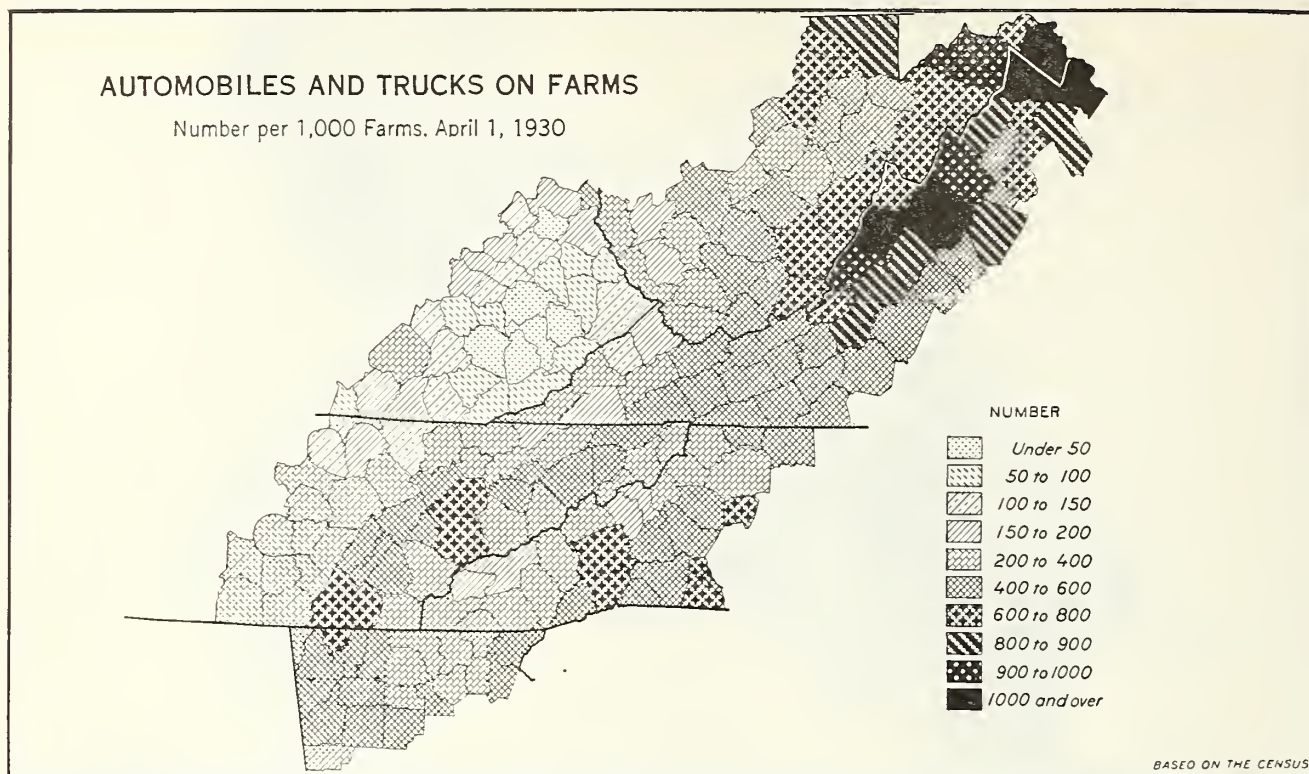 AUTOMOBILES AND TRUCKS ON FARMS
Number per 1,000 Farms, April 1, 1930
NUMBER
Under 50
50 to 100
100 to 150
150 to 200
200 to 400
400 to 600
600 to 800
800 to 900
900 to 1000
1000 and over
BASED ON THE CENSUS